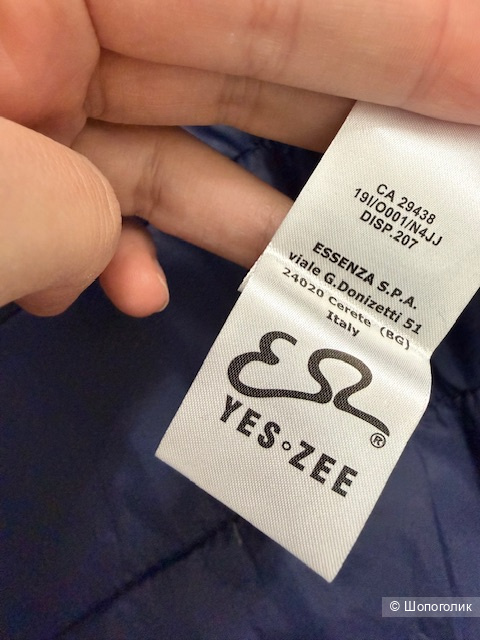 CA 29438
19I/O001/N4JJ
DISP.207
ESSENZA S.P.A.
viale G.Donizetti 51
24020 Cerete (BG)
Italy
YES∘ZEE
®
© Шопоголик